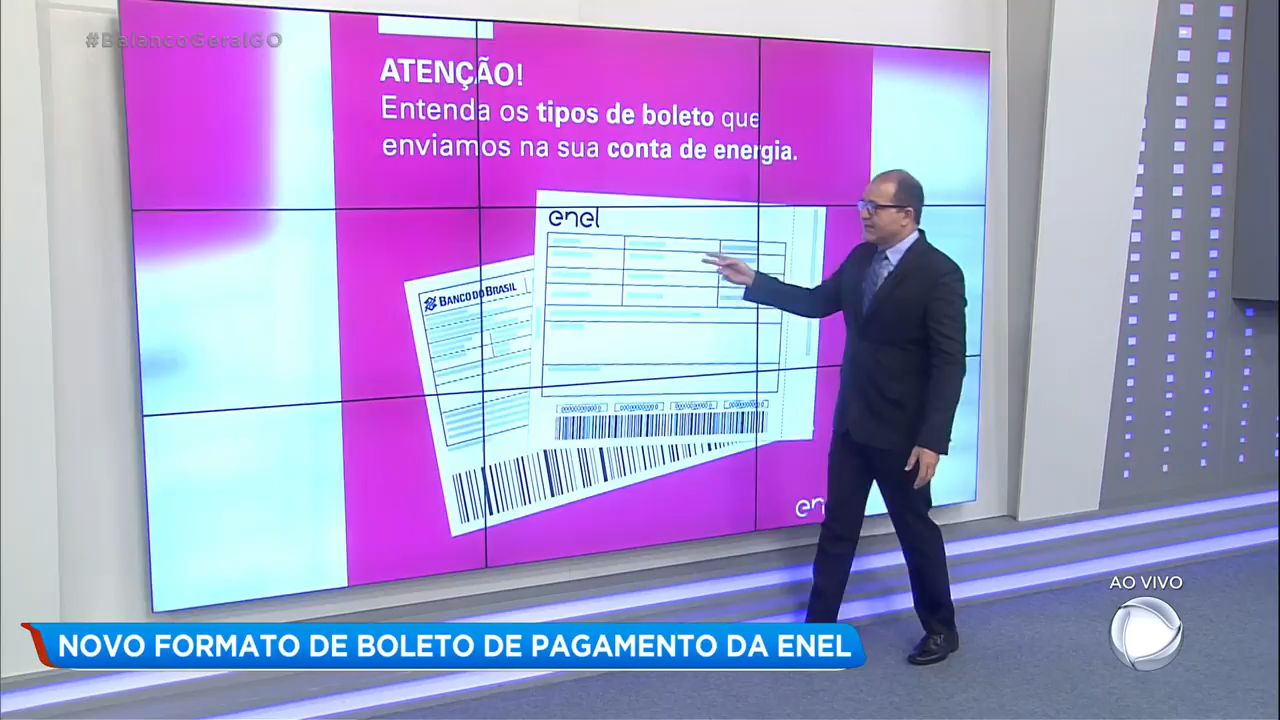 #BalancoGeralGO
ATENÇÃO!
Entenda os tipos de boleto que
enviamos na sua conta de energia.
enel
BANCO DO BRASIL
en
AO VIVO
NOVO FORMATO DE BOLETO DE PAGAMENTO DA ENEL